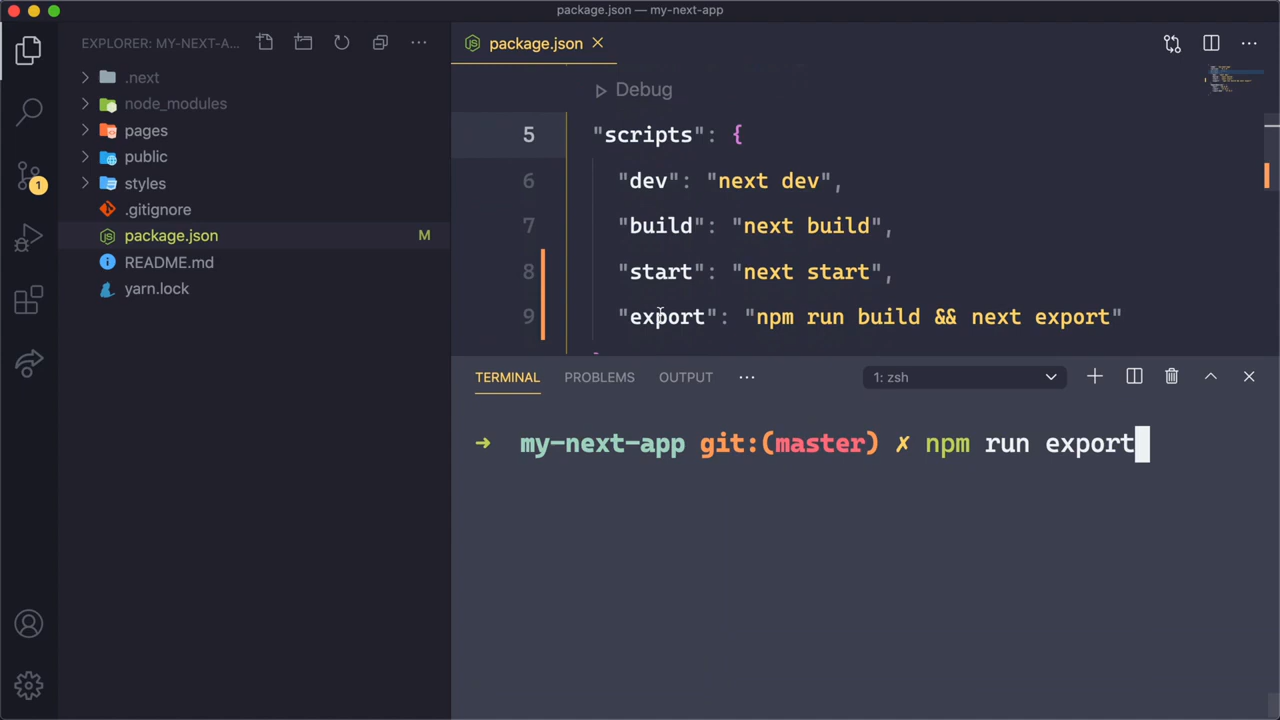 package.json — my-next-app
EXPLORER: MY-NEXT-A...
.next
node_modules
pages
public
styles
.gitignore
package.json M
README.md
yarn.lock
1
package.json
Debug
5 "scripts": {
6 "dev": "next dev",
7 "build": "next build",
8 "start": "next start",
9 "export": "npm run build && next export"
TERMINAL PROBLEMS OUTPUT ··· 1: zsh
➜ my-next-app git:(master) ✗ npm run export